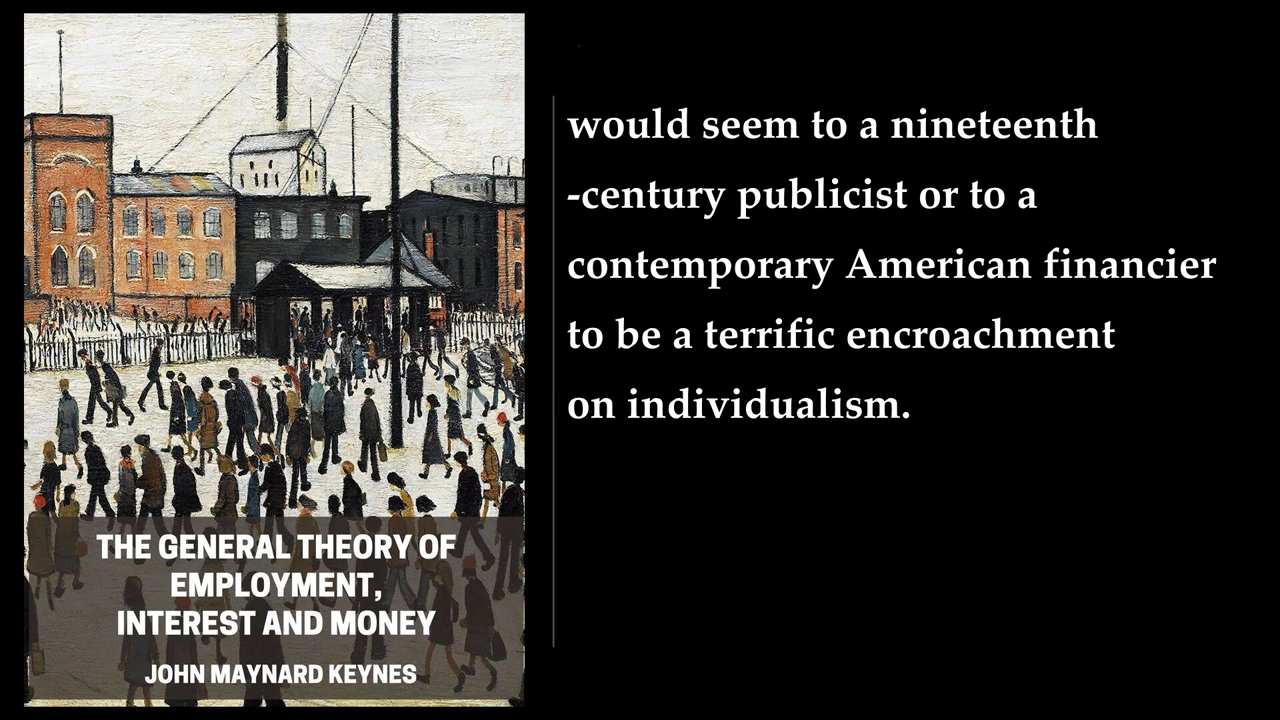 THE GENERAL THEORY OF
EMPLOYMENT,
INTEREST AND MONEY
JOHN MAYNARD KEYNES
would seem to a nineteenth
-century publicist or to a
contemporary American financier
to be a terrific encroachment
on individualism.